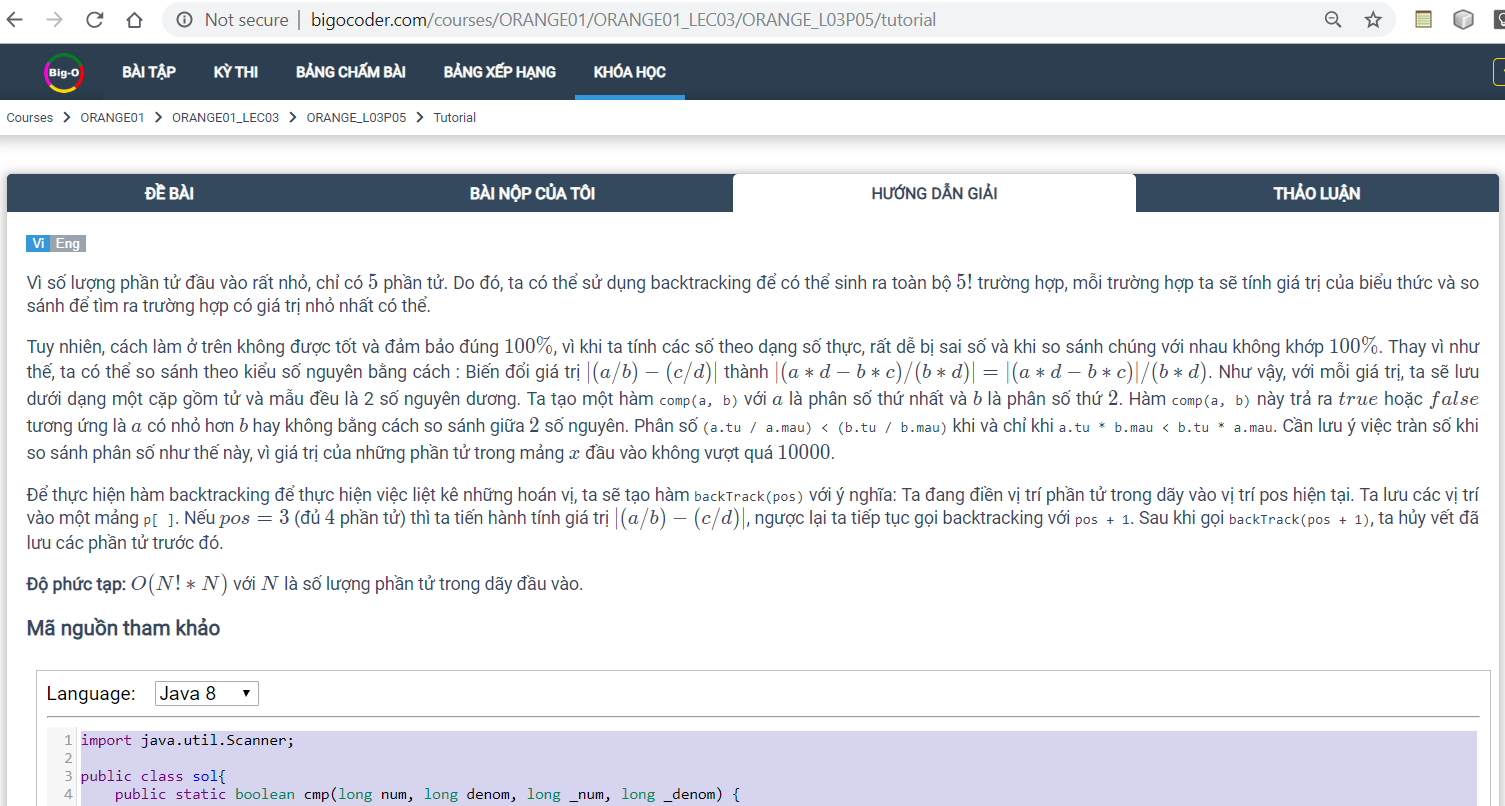 Not secure | bigocoder.com/courses/ORANGE01/ORANGE01_LEC03/ORANGE_L03P05/tutorial
Big-O BÀI TẬP KỲ THI BẢNG CHẤM BÀI BẢNG XẾP HẠNG KHÓA HỌC
Courses > ORANGE01 > ORANGE01_LEC03 > ORANGE_L03P05 > Tutorial
ĐỀ BÀI BÀI NỘP CỦA TÔI HƯỚNG DẪN GIẢI THẢO LUẬN
Vi Eng
Vì số lượng phần tử đầu vào rất nhỏ, chỉ có 5 phần tử. Do đó, ta có thể sử dụng backtracking để có thể sinh ra toàn bộ 5! trường hợp, mỗi trường hợp ta sẽ tính giá trị của biểu thức và so
sánh để tìm ra trường hợp có giá trị nhỏ nhất có thể.
Tuy nhiên, cách làm ở trên không được tốt và đảm bảo đúng 100%, vì khi ta tính các số theo dạng số thực, rất dễ bị sai số và khi so sánh chúng với nhau không khớp 100%. Thay vì như
thế, ta có thể so sánh theo kiểu số nguyên bằng cách : Biến đổi giá trị |(a/b) − (c/d)| thành |(a ∗ d − b ∗ c)/(b ∗ d)| = |(a ∗ d − b ∗ c)|/(b ∗ d). Như vậy, với mỗi giá trị, ta sẽ lưu
dưới dạng một cặp gồm tử và mẫu đều là 2 số nguyên dương. Ta tạo một hàm comp(a, b) với a là phân số thứ nhất và b là phân số thứ 2. Hàm comp(a, b) này trả ra true hoặc false
tương ứng là a có nhỏ hơn b hay không bằng cách so sánh giữa 2 số nguyên. Phân số (a.tu / a.mau) < (b.tu / b.mau) khi và chỉ khi a.tu * b.mau < b.tu * a.mau. Cần lưu ý việc tràn số khi
so sánh phân số như thế này, vì giá trị của những phần tử trong mảng x đầu vào không vượt quá 10000.
Để thực hiện hàm backtracking để thực hiện việc liệt kê những hoán vị, ta sẽ tạo hàm backTrack(pos) với ý nghĩa: Ta đang điền vị trí phần tử trong dãy vào vị trí pos hiện tại. Ta lưu các vị trí
vào một mảng p[ ]. Nếu pos = 3 (đủ 4 phần tử) thì ta tiến hành tính giá trị |(a/b) − (c/d)|, ngược lại ta tiếp tục gọi backtracking với pos + 1. Sau khi gọi backTrack(pos + 1), ta hủy vết đã
lưu các phần tử trước đó.
Độ phức tạp: O(N! ∗ N) với N là số lượng phần tử trong dãy đầu vào.
Mã nguồn tham khảo
Language: Java 8
1 import java.util.Scanner;
2
3 public class sol{
4 public static boolean cmp(long num, long denom, long _num, long _denom) {